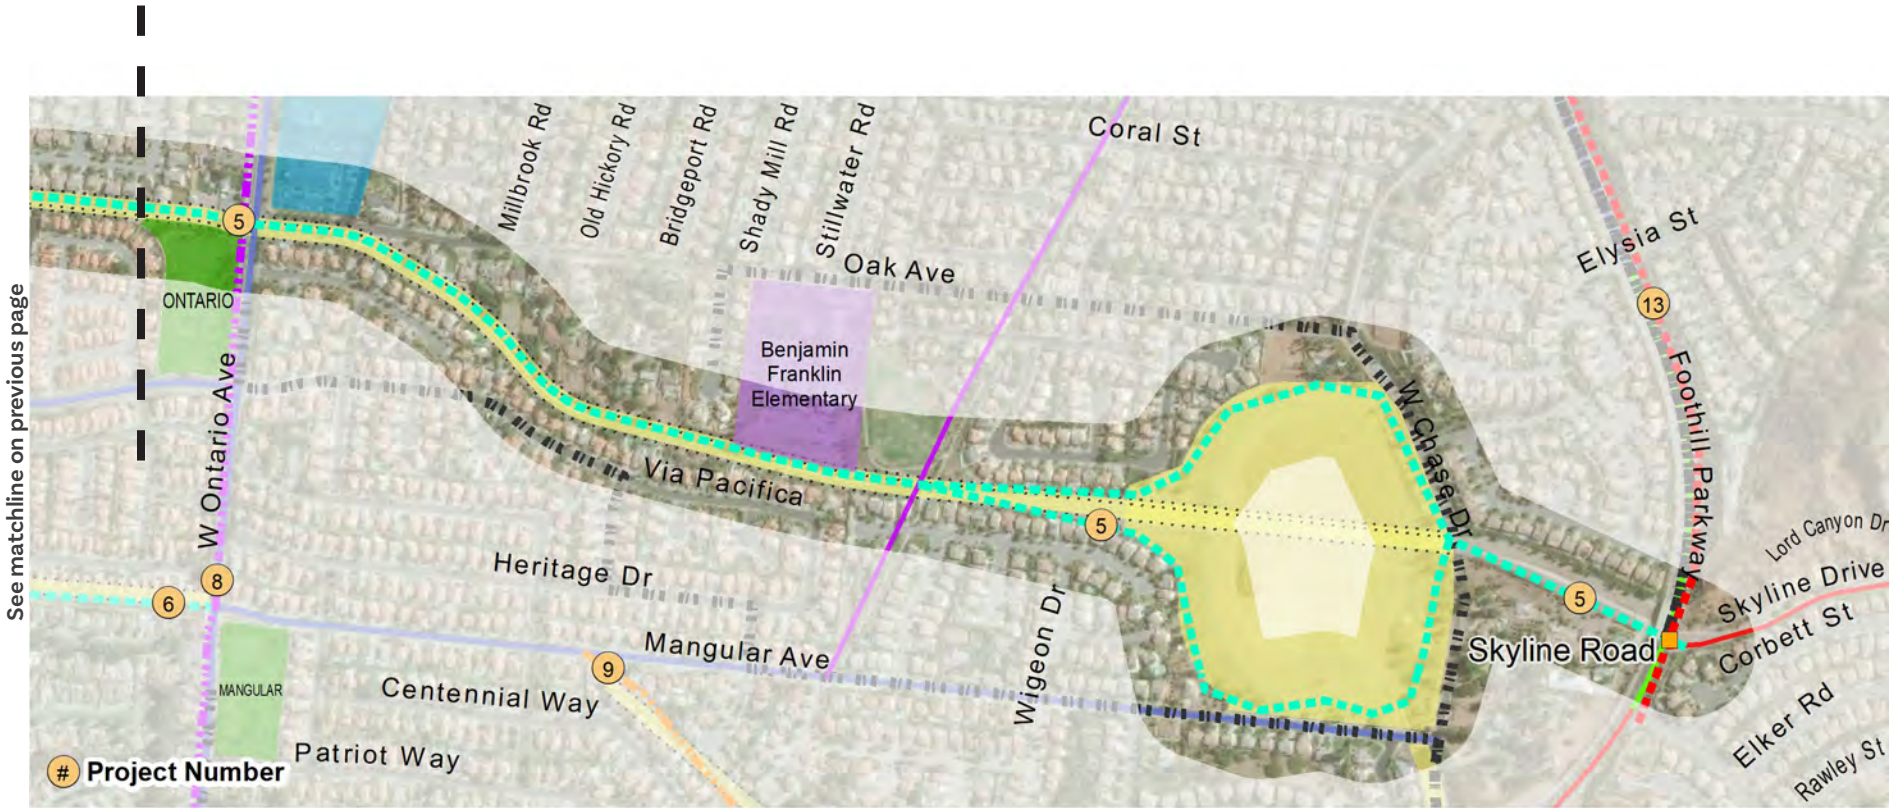 See matchline on previous page
Millbrook Rd
Old Hickory Rd
Bridgeport Rd
Shady Mill Rd
Stillwater Rd
Coral St
Elysia St
5
Oak Ave
ONTARIO
13
Benjamin
Franklin
Elementary
W Ontario Ave
Foothill Parkway
W Chase Dr
Via Pacifica
5
Lord Canyon Dr
Heritage Dr
8
6
5
Skyline Drive
Wigeon Dr
Mangular Ave
Skyline Road
Corbett St
9
MANGULAR
Centennial Way
Elker Rd
Patriot Way
Rawley St
# Project Number